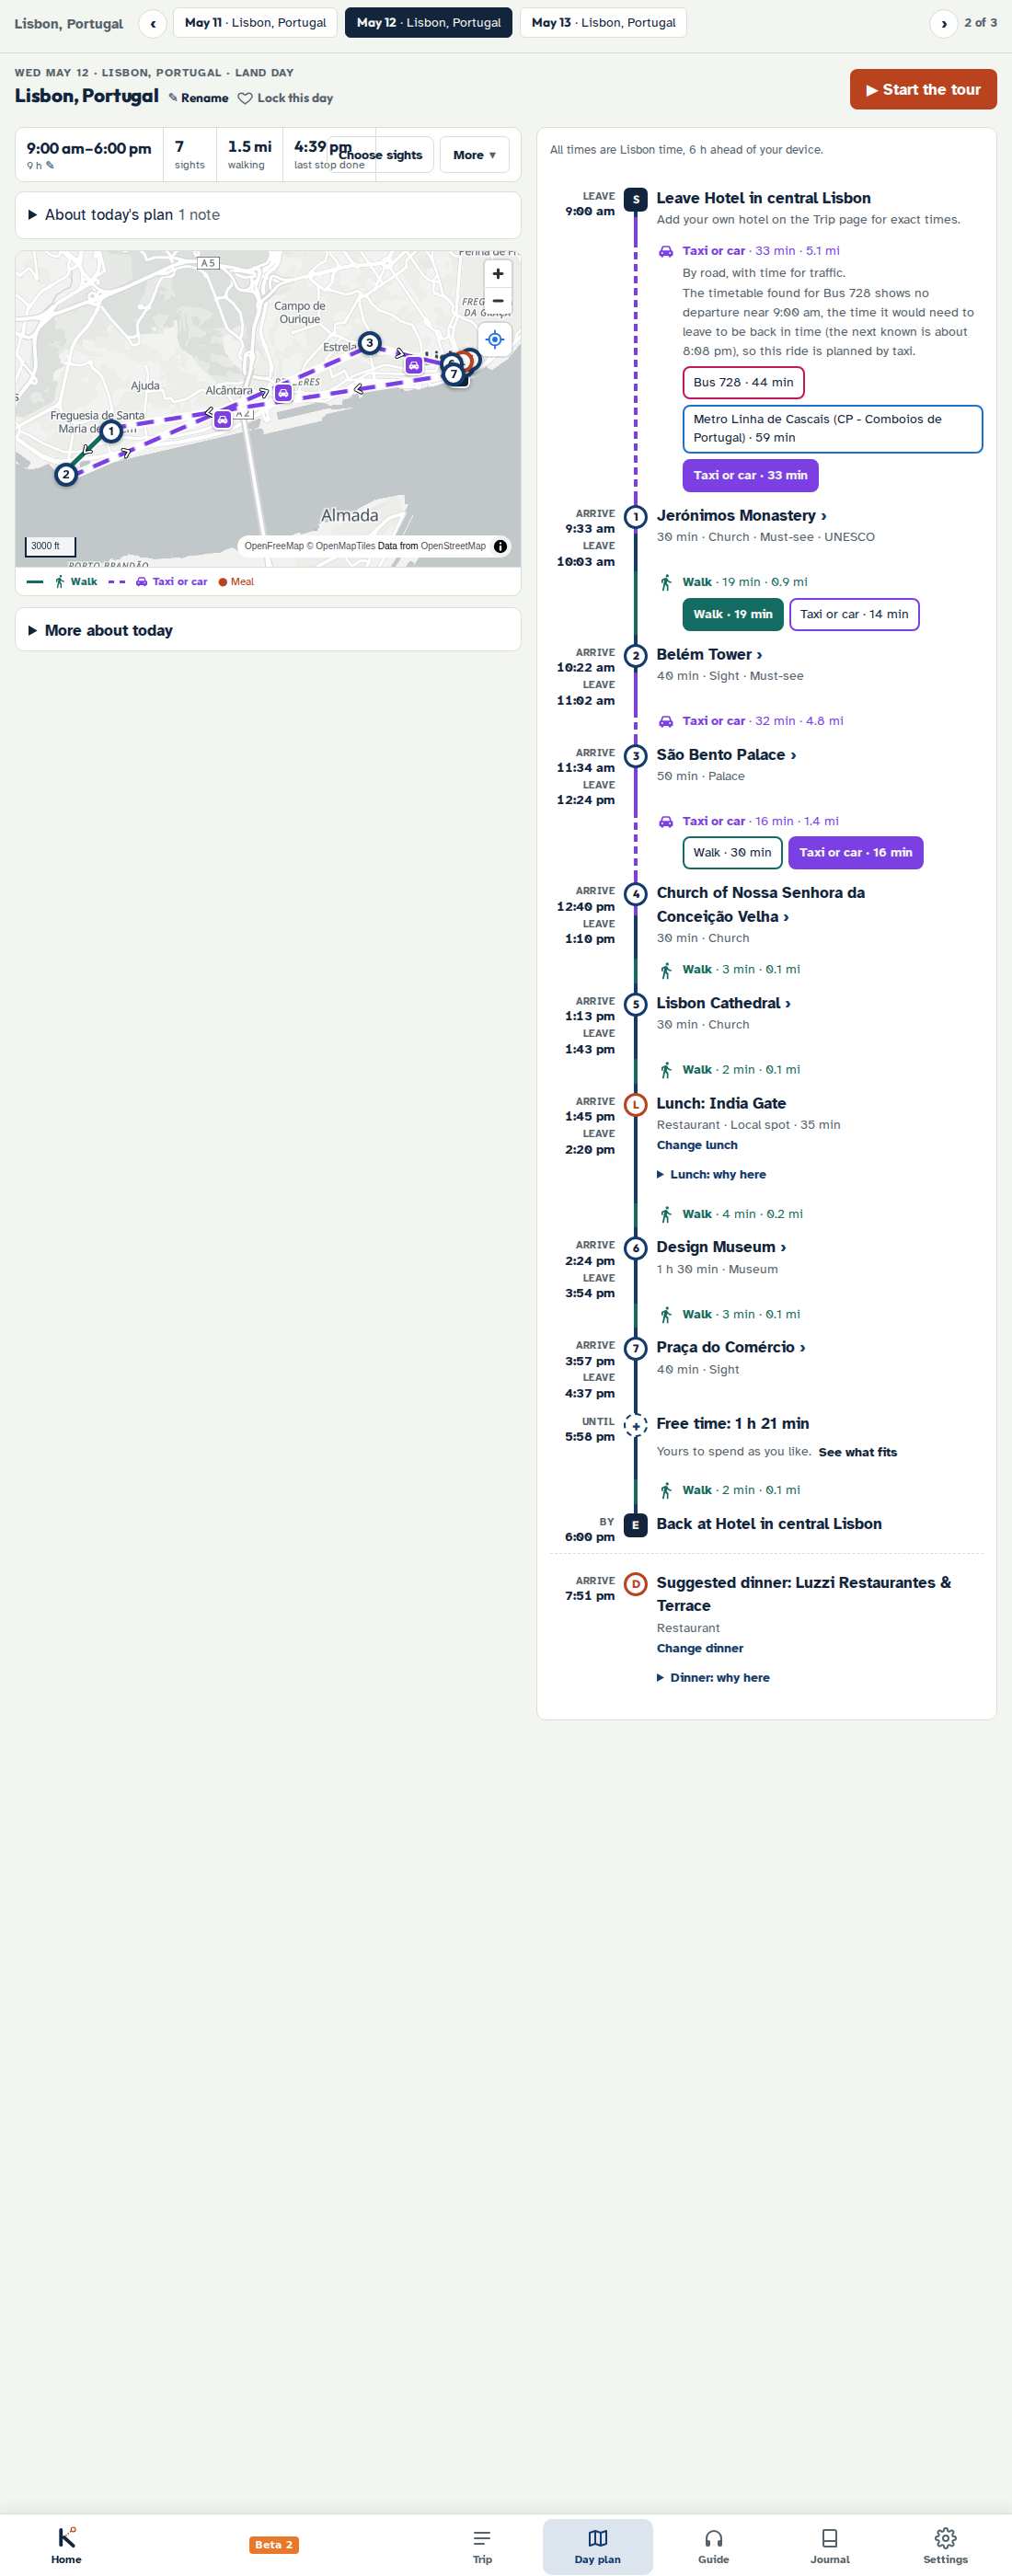 Lisbon, Portugal
‹
May 11 · Lisbon, Portugal
May 12 · Lisbon, Portugal
May 13 · Lisbon, Portugal
›
2 of 3
WED MAY 12 · LISBON, PORTUGAL · LAND DAY
Lisbon, Portugal
✎ Rename
Lock this day
▶ Start the tour
9:00 am–6:00 pm
9 h ✎
7
sights
1.5 mi
walking
4:39 pm
last stop done
Choose sights
More ▼
▶ About today's plan 1 note
A 5
Campo de
Ourique
Estrela
Ajuda
Alcântara
Freguesia de Santa
Maria de
A 2
Almada
1
2
3
7
+
−
3000 ft
OpenFreeMap © OpenMapTiles Data from OpenStreetMap
Walk
Taxi or car
Meal
▶ More about today
All times are Lisbon time, 6 h ahead of your device.
LEAVE
9:00 am
S
Leave Hotel in central Lisbon
Add your own hotel on the Trip page for exact times.
Taxi or car · 33 min · 5.1 mi
By road, with time for traffic.
The timetable found for Bus 728 shows no
departure near 9:00 am, the time it would need to
leave to be back in time (the next known is about
8:08 pm), so this ride is planned by taxi.
Bus 728 · 44 min
Metro Linha de Cascais (CP - Comboios de
Portugal) · 59 min
Taxi or car · 33 min
ARRIVE
9:33 am
LEAVE
10:03 am
1
Jerónimos Monastery ›
30 min · Church · Must-see · UNESCO
Walk · 19 min · 0.9 mi
Walk · 19 min
Taxi or car · 14 min
ARRIVE
10:22 am
LEAVE
11:02 am
2
Belém Tower ›
40 min · Sight · Must-see
Taxi or car · 32 min · 4.8 mi
ARRIVE
11:34 am
LEAVE
12:24 pm
3
São Bento Palace ›
50 min · Palace
Taxi or car · 16 min · 1.4 mi
Walk · 30 min
Taxi or car · 16 min
ARRIVE
12:40 pm
LEAVE
1:10 pm
4
Church of Nossa Senhora da
Conceição Velha ›
30 min · Church
Walk · 3 min · 0.1 mi
ARRIVE
1:13 pm
LEAVE
1:43 pm
5
Lisbon Cathedral ›
30 min · Church
Walk · 2 min · 0.1 mi
ARRIVE
1:45 pm
LEAVE
2:20 pm
L
Lunch: India Gate
Restaurant · Local spot · 35 min
Change lunch
▶ Lunch: why here
Walk · 4 min · 0.2 mi
ARRIVE
2:24 pm
LEAVE
3:54 pm
6
Design Museum ›
1 h 30 min · Museum
Walk · 3 min · 0.1 mi
ARRIVE
3:57 pm
LEAVE
4:37 pm
7
Praça do Comércio ›
40 min · Sight
UNTIL
5:58 pm
+
Free time: 1 h 21 min
Yours to spend as you like. See what fits
Walk · 2 min · 0.1 mi
BY
6:00 pm
E
Back at Hotel in central Lisbon
ARRIVE
7:51 pm
D
Suggested dinner: Luzzi Restaurantes &
Terrace
Restaurant
Change dinner
▶ Dinner: why here
Home
Beta 2
Trip
Day plan
Guide
Journal
Settings